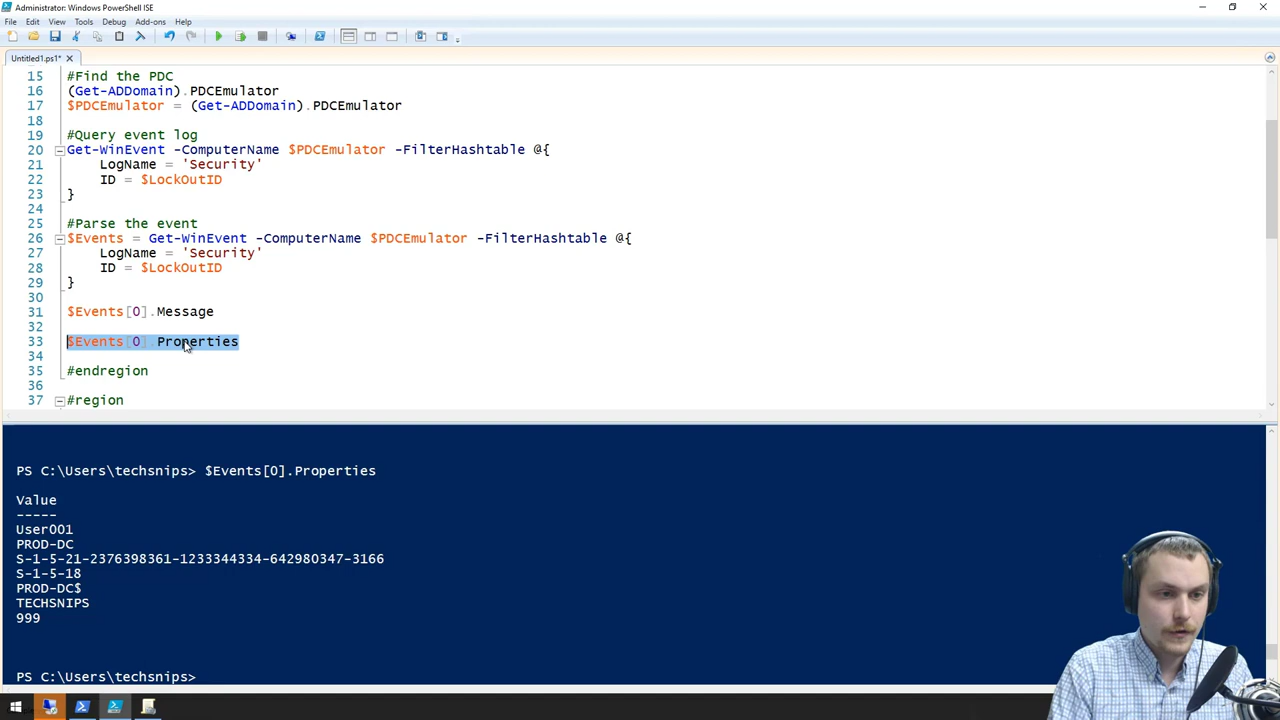 Administrator: Windows PowerShell ISE
File Edit View Tools Debug Add-ons Help
Untitled1.ps1*
15 #Find the PDC
16 (Get-ADDomain).PDCEmulator
17 $PDCEmulator = (Get-ADDomain).PDCEmulator
18
19 #Query event log
20 Get-WinEvent -ComputerName $PDCEmulator -FilterHashtable @{
21 LogName = 'Security'
22 ID = $LockOutID
23 }
24
25 #Parse the event
26 $Events = Get-WinEvent -ComputerName $PDCEmulator -FilterHashtable @{
27 LogName = 'Security'
28 ID = $LockOutID
29 }
30
31 $Events[0].Message
32
33 $Events[0].Properties
34
35 #endregion
36
37 #region
PS C:\Users\techsnips> $Events[0].Properties
Value
-----
User001
PROD-DC
S-1-5-21-2376398361-1233344334-642980347-3166
S-1-5-18
PROD-DC$
TECHSNIPS
999
PS C:\Users\techsnips>